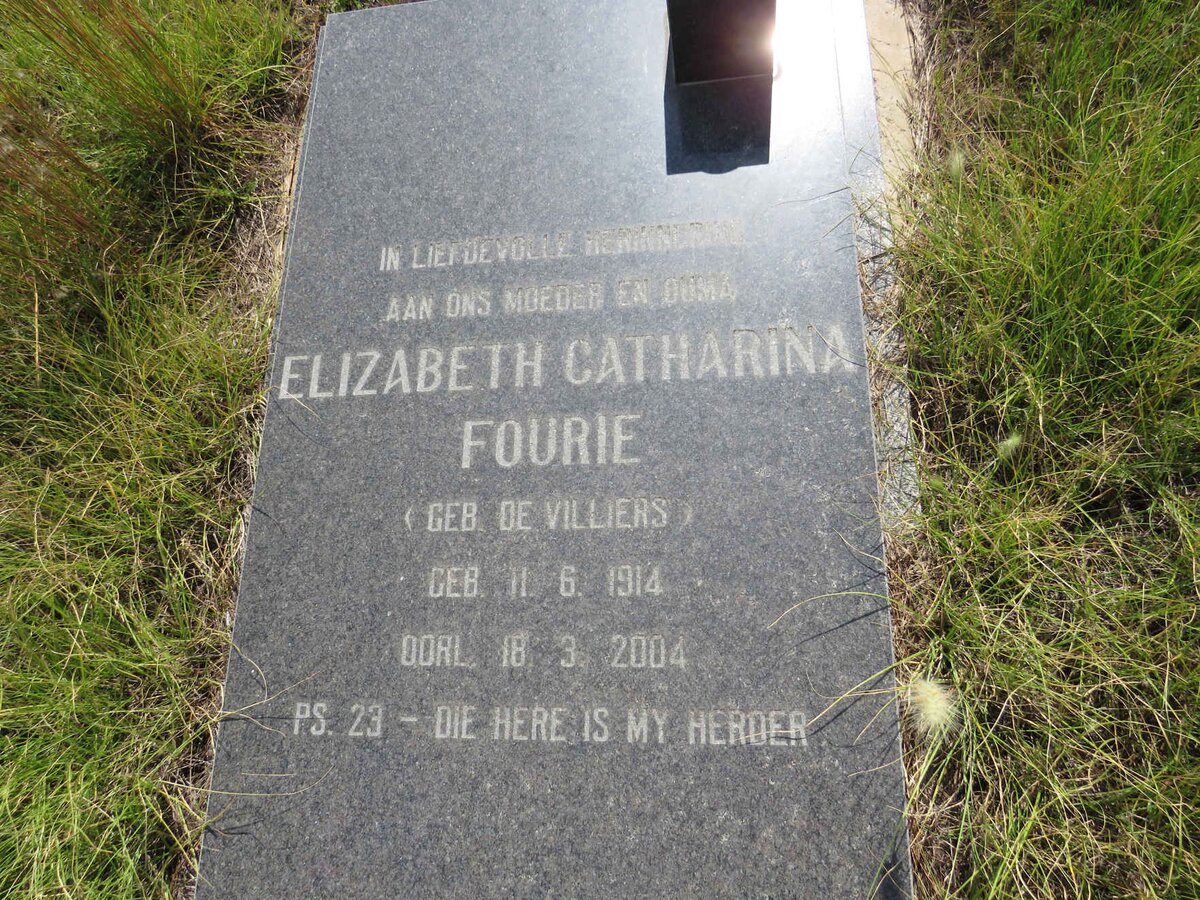 IN LIEFDEVOLLE HERINNERING
AAN ONS MOEDER EN OUMA
ELIZABETH CATHARINA
FOURIE
( GEB. DE VILLIERS )
GEB. 11. 6. 1914
OORL. 18. 3. 2004
PS. 23 - DIE HERE IS MY HERDER.